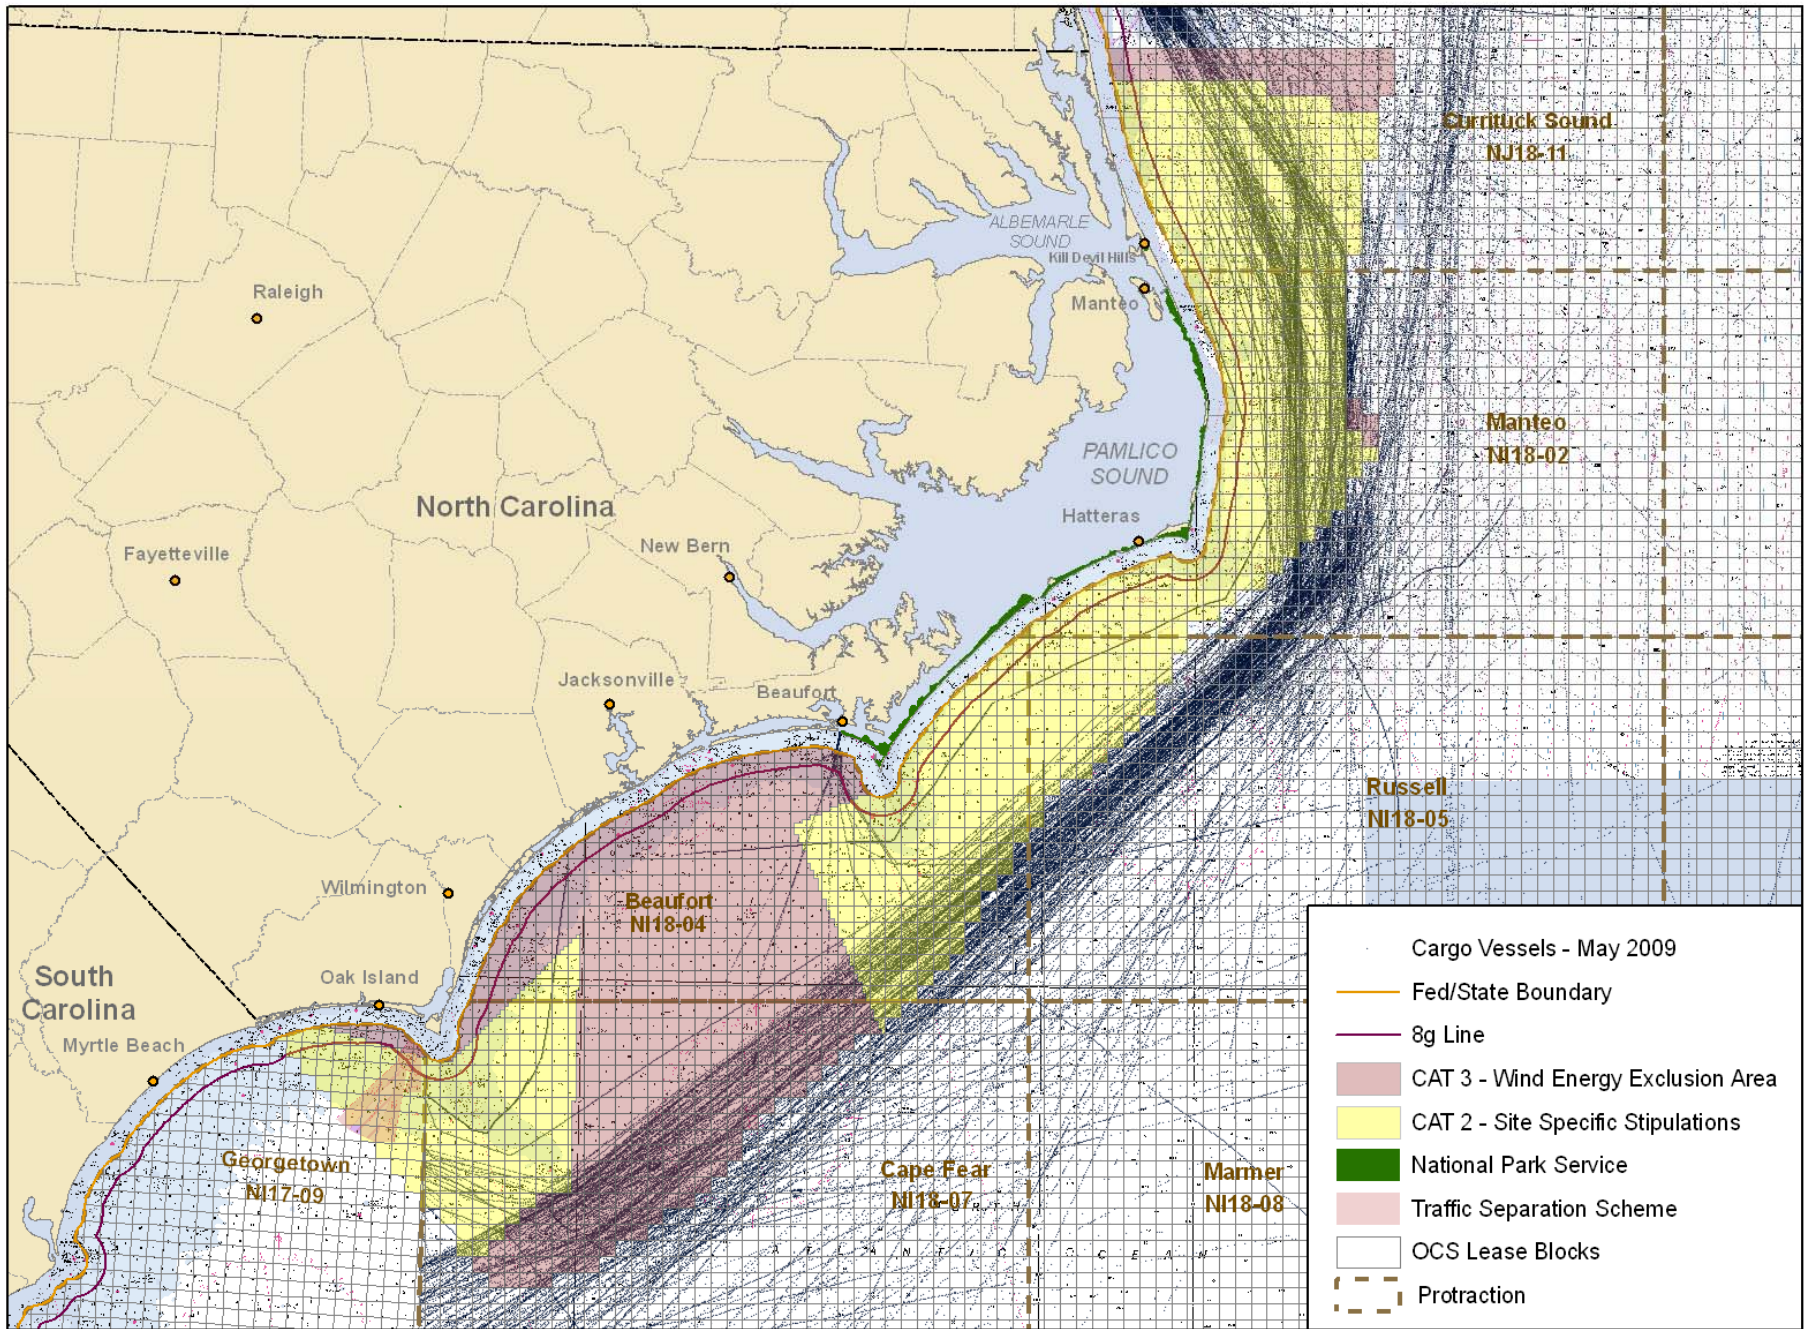 Currituck Sound
NJ18-11
ALBEMARLE
SOUND
Kill Devil Hills
Manteo
Raleigh
Manteo
NI18-02
PAMLICO
SOUND
North Carolina
Hatteras
New Bern
Fayetteville
Jacksonville
Beaufort
Russell
NI18-05
Wilmington
Beaufort
NI18-04
South
Carolina
Oak Island
Myrtle Beach
Georgetown
NI17-09
Cape Fear
NI18-07
Marmer
NI18-08
NORTH
ATLANTIC OCEAN
Cargo Vessels - May 2009
Fed/State Boundary
8g Line
CAT 3 - Wind Energy Exclusion Area
CAT 2 - Site Specific Stipulations
National Park Service
Traffic Separation Scheme
OCS Lease Blocks
Protraction